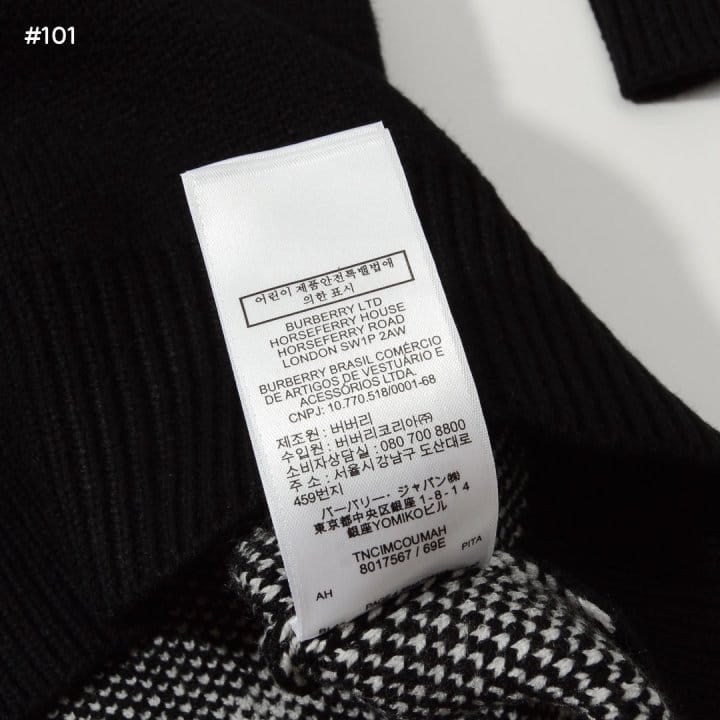 #101
어린이 제품안전특별법에
의한 표시
BURBERRY LTD
HORSEFERRY HOUSE
HORSEFERRY ROAD
LONDON SW1P 2AW
BURBERRY BRASIL COMÉRCIO
DE ARTIGOS DE VESTUÁRIO E
ACESSÓRIOS LTDA.
CNPJ: 10.770.518/0001-68
제조원 : 버버리
수입원 : 버버리코리아㈜
소비자상담실 : 080 700 8800
주 소 : 서울시 강남구 도산대로
459번지
バーバリー・ジャパン㈱
東京都中央区銀座 1-8-14
銀座YOMIKOビル
TNCIMCOUMAH
8017567 / 69E
AH PITA